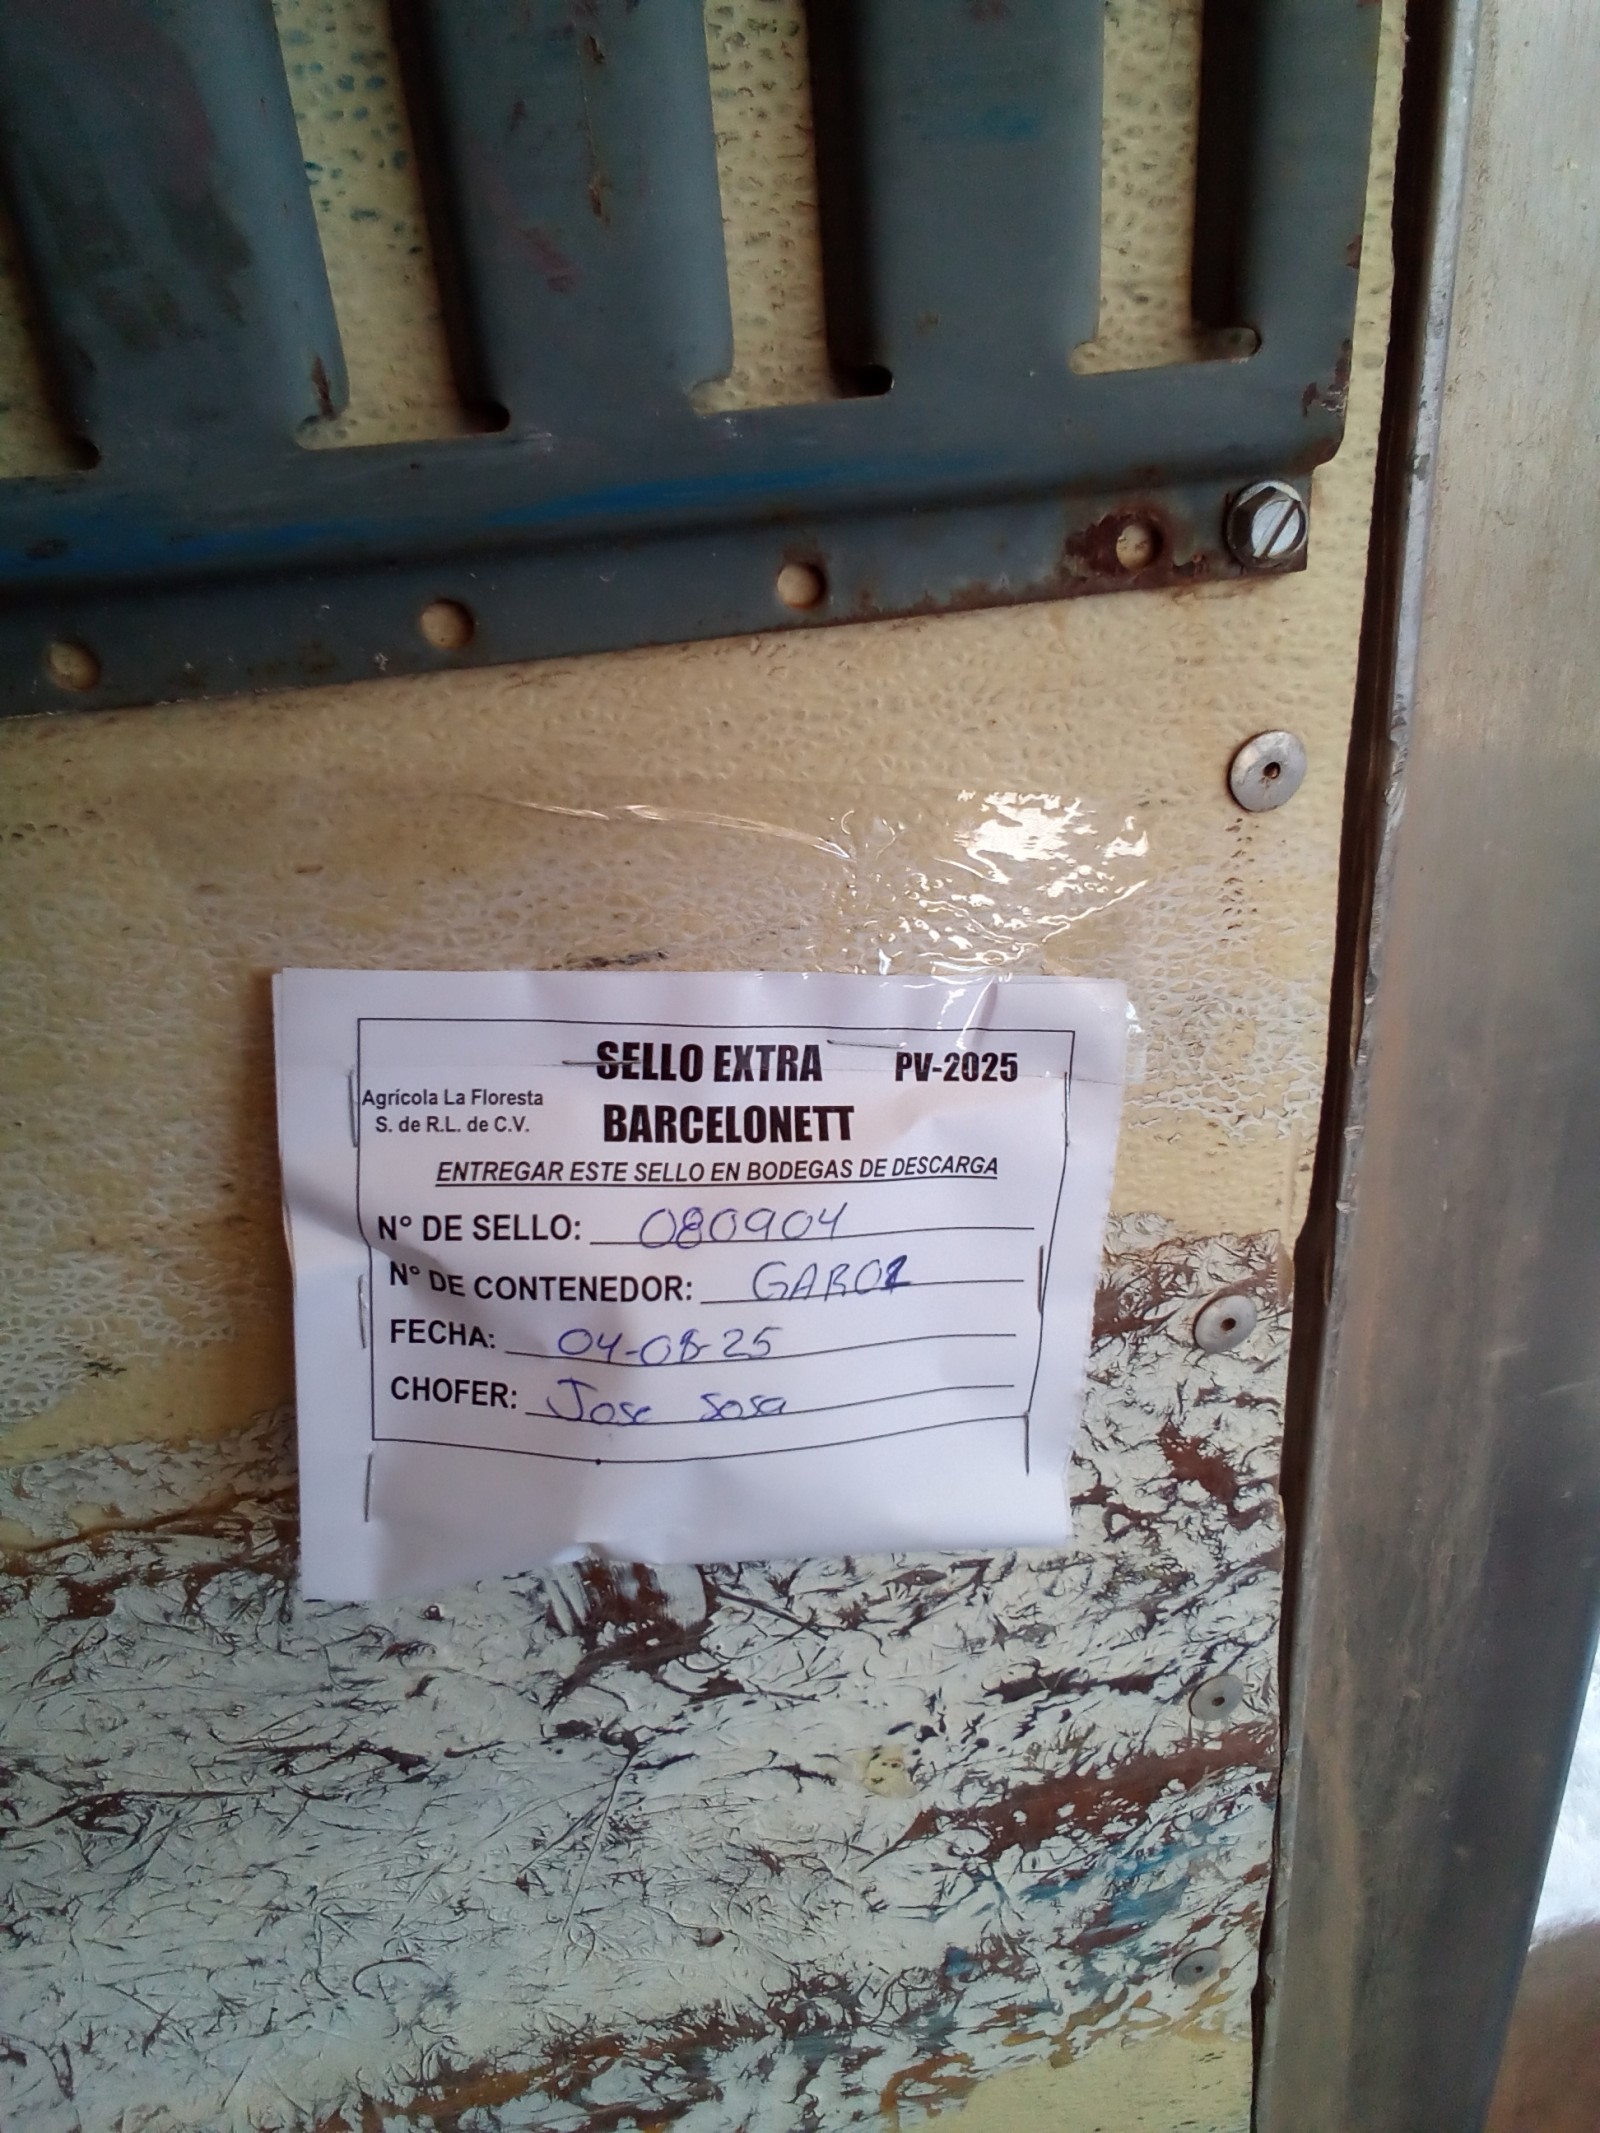 SELLO EXTRA PV-2025
Agrícola La Floresta
S. de R.L. de C.V.
BARCELONETT
ENTREGAR ESTE SELLO EN BODEGAS DE DESCARGA
N° DE SELLO: 080904
N° DE CONTENEDOR:
FECHA: 04-08-25
CHOFER: Jose Sosa